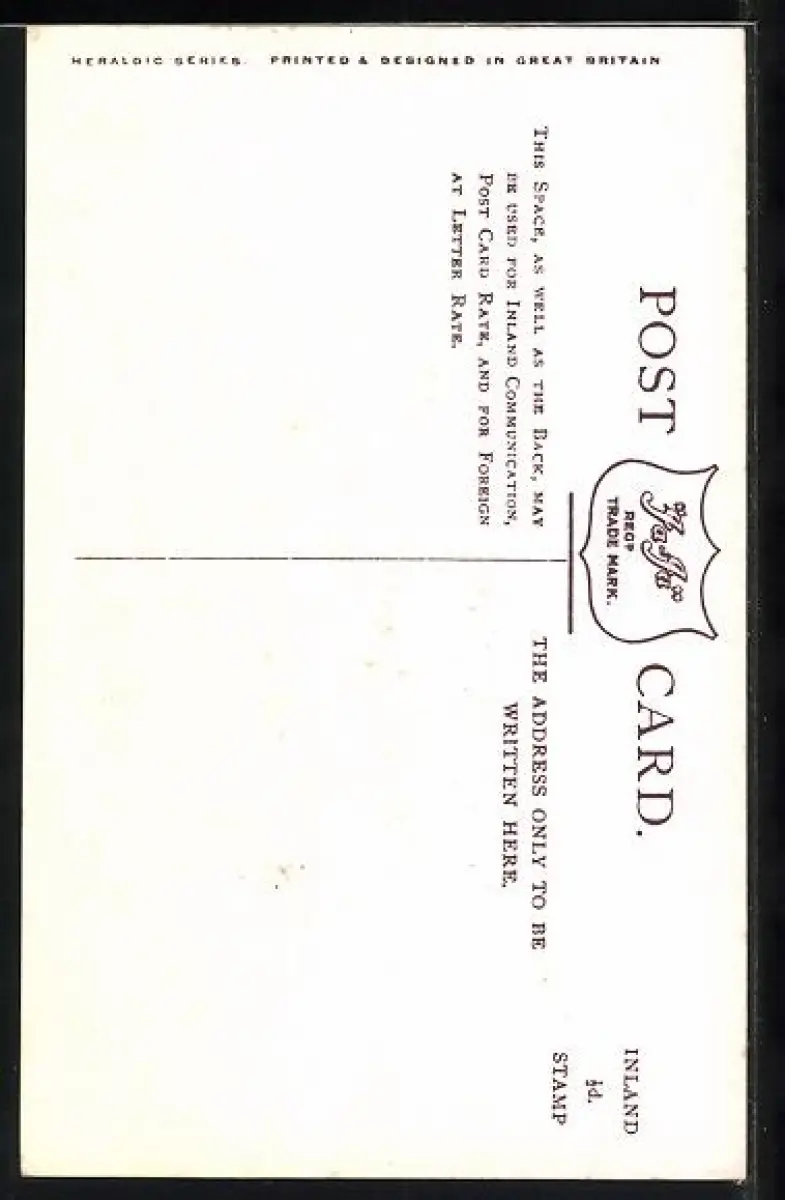 POST CARD.
REGD
TRADE MARK.
THIS SPACE, AS WELL AS THE BACK, MAY
BE USED FOR INLAND COMMUNICATION,
POST CARD RATE, AND FOR FOREIGN
AT LETTER RATE.
THE ADDRESS ONLY TO BE
WRITTEN HERE.
INLAND
½d.
STAMP
HERALDIC SERIES. PRINTED & DESIGNED IN GREAT BRITAIN